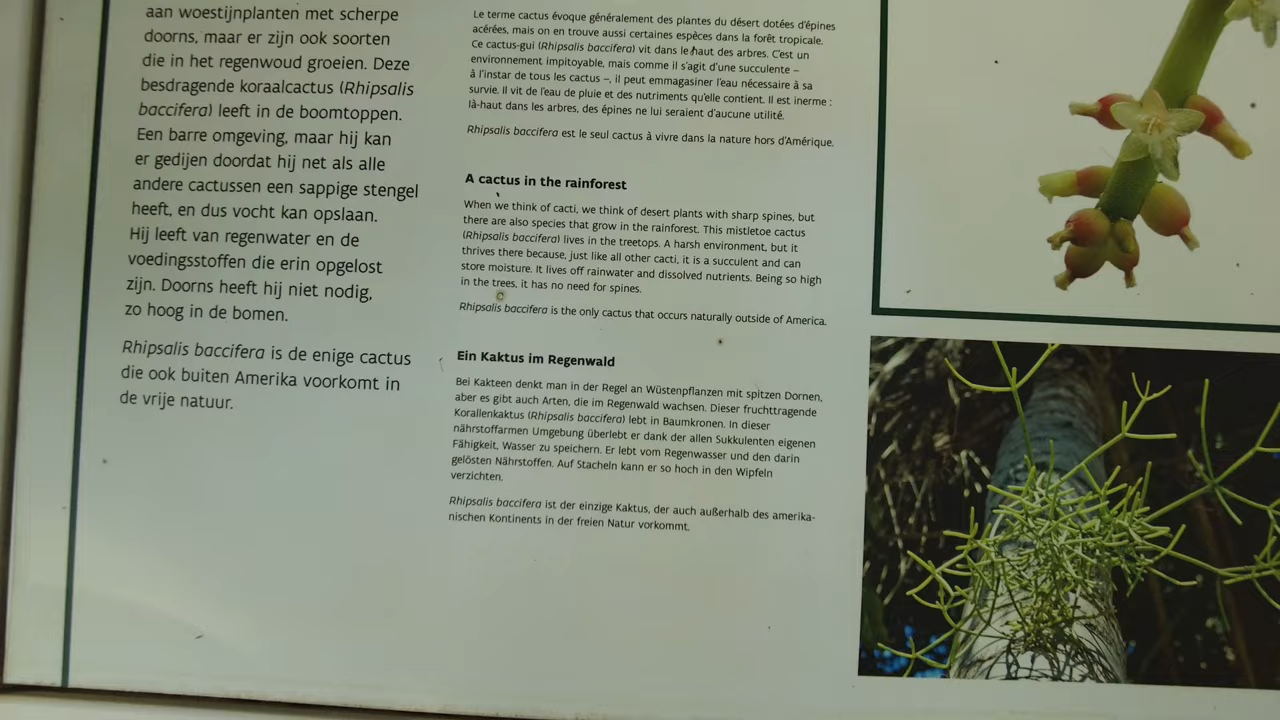 aan woestijnplanten met scherpe
doorns, maar er zijn ook soorten
die in het regenwoud groeien. Deze
besdragende koraalcactus (Rhipsalis
baccifera) leeft in de boomtoppen.
Een barre omgeving, maar hij kan
er gedijen doordat hij net als alle
andere cactussen een sappige stengel
heeft, en dus vocht kan opslaan.
Hij leeft van regenwater en de
voedingsstoffen die erin opgelost
zijn. Doorns heeft hij niet nodig,
zo hoog in de bomen.
Rhipsalis baccifera is de enige cactus
die ook buiten Amerika voorkomt in
de vrije natuur.
Le terme cactus évoque généralement des plantes du désert dotées d'épines
acérées, mais on en trouve aussi certaines espèces dans la forêt tropicale.
Ce cactus-gui (Rhipsalis baccifera) vit dans le haut des arbres. C'est un
environnement impitoyable, mais comme il s'agit d'une succulente –
à l'instar de tous les cactus –, il peut emmagasiner l'eau nécessaire à sa
survie. Il vit de l'eau de pluie et des nutriments qu'elle contient. Il est inerme :
là-haut dans les arbres, des épines ne lui seraient d'aucune utilité.
Rhipsalis baccifera est le seul cactus à vivre dans la nature hors d'Amérique.
A cactus in the rainforest
When we think of cacti, we think of desert plants with sharp spines, but
there are also species that grow in the rainforest. This mistletoe cactus
(Rhipsalis baccifera) lives in the treetops. A harsh environment, but it
thrives there because, just like all other cacti, it is a succulent and can
store moisture. It lives off rainwater and dissolved nutrients. Being so high
in the trees, it has no need for spines.
Rhipsalis baccifera is the only cactus that occurs naturally outside of America.
Ein Kaktus im Regenwald
Bei Kakteen denkt man in der Regel an Wüstenpflanzen mit spitzen Dornen,
aber es gibt auch Arten, die im Regenwald wachsen. Dieser fruchttragende
Korallenkaktus (Rhipsalis baccifera) lebt in Baumkronen. In dieser
nährstoffarmen Umgebung überlebt er dank der allen Sukkulenten eigenen
Fähigkeit, Wasser zu speichern. Er lebt vom Regenwasser und den darin
gelösten Nährstoffen. Auf Stacheln kann er so hoch in den Wipfeln
verzichten.
Rhipsalis baccifera ist der einzige Kaktus, der auch außerhalb des amerika-
nischen Kontinents in der freien Natur vorkommt.